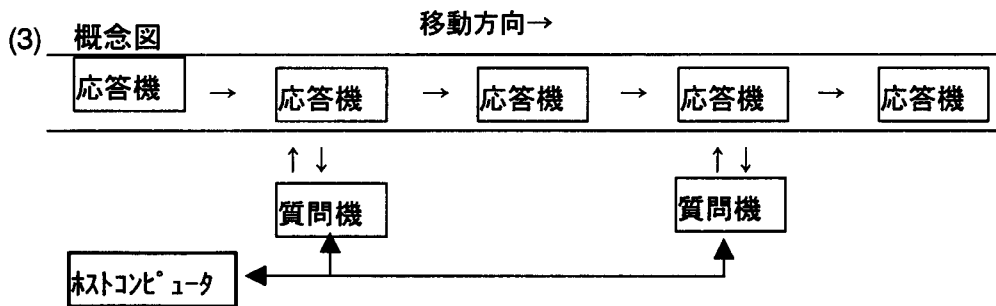 移動方向→
(3) 概念図
応答機 → 応答機 → 応答機 → 応答機 → 応答機
↑ ↓ ↑ ↓
質問機 質問機
ホストコンピュータ